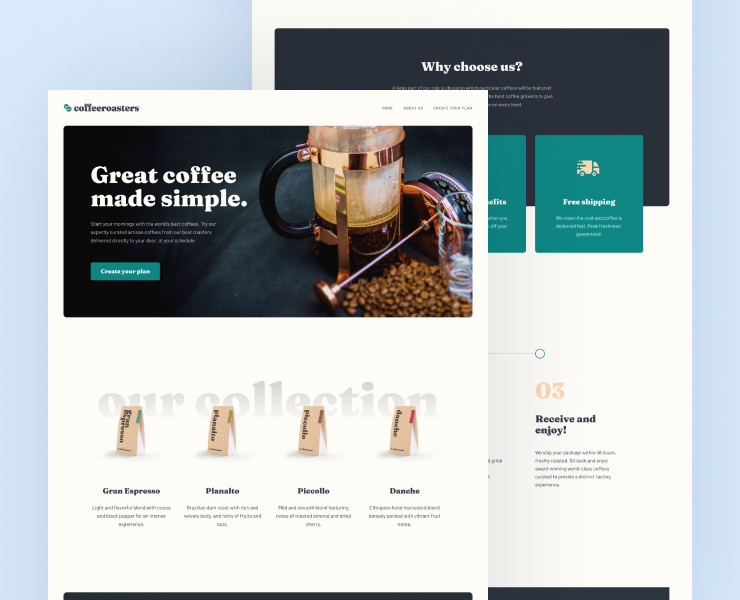 coffeeroasters
HOME ABOUT US CREATE YOUR PLAN
Great coffee
made simple.
Start your mornings with the world's best coffees. Try our
expertly curated artisan coffees from our best roasters
delivered directly to your door, at your schedule.
Create your plan
our collection
Gran
Espresso
Planalto
Piccollo
Danche
Gran Espresso
Light and flavorful blend with cocoa
and black pepper for an intense
experience.
Planalto
Brazilian dark roast with rich and
velvety body, and hints of fruits and
nuts.
Piccollo
Mild and smooth blend featuring
notes of toasted almond and dried
cherry.
Danche
Ethiopian hand-harvested blend
densely packed with vibrant fruit
notes.
Why choose us?
A large part of our role is choosing which particular coffees will be featured
he best coffee growers to give
e on every level.
efits
when you
off your
Free shipping
We cover the cost and coffee is
delivered fast. Peak freshness:
guaranteed.
03
Receive and
enjoy!
We ship your package within 48 hours,
freshly roasted. Sit back and enjoy
award-winning world-class coffees
curated to provide a distinct tasting
experience.
d grind